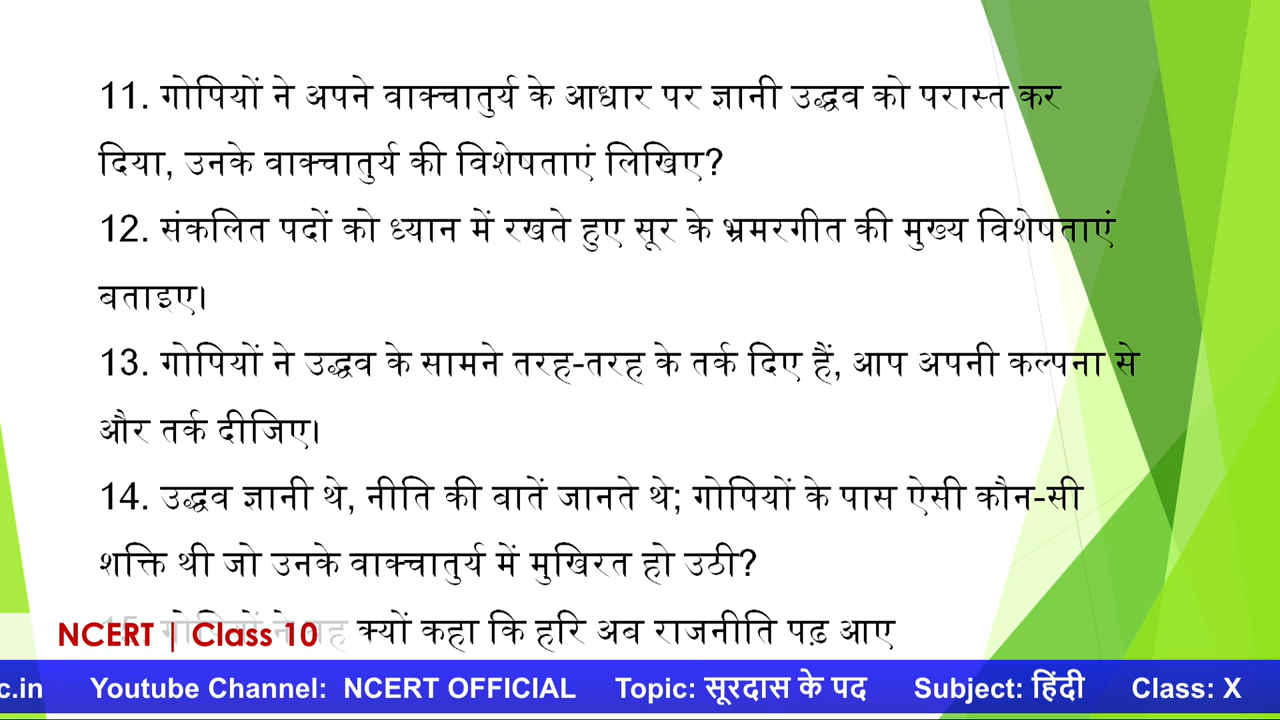 11. गोपियों ने अपने वाक्चातुर्य के आधार पर ज्ञानी उद्धव को परास्त कर
दिया, उनके वाक्चातुर्य की विशेषताएं लिखिए?
12. संकलित पदों को ध्यान में रखते हुए सूर के भ्रमरगीत की मुख्य विशेषताएं
बताइए।
13. गोपियों ने उद्धव के सामने तरह-तरह के तर्क दिए हैं, आप अपनी कल्पना से
और तर्क दीजिए।
14. उद्धव ज्ञानी थे, नीति की बातें जानते थे; गोपियों के पास ऐसी कौन-सी
शक्ति थी जो उनके वाक्चातुर्य में मुखिरत हो उठी?
क्यों कहा कि हरि अब राजनीति पढ़ आए
NCERT | Class 10
c.in Youtube Channel: NCERT OFFICIAL Topic: सूरदास के पद Subject: हिंदी Class: X